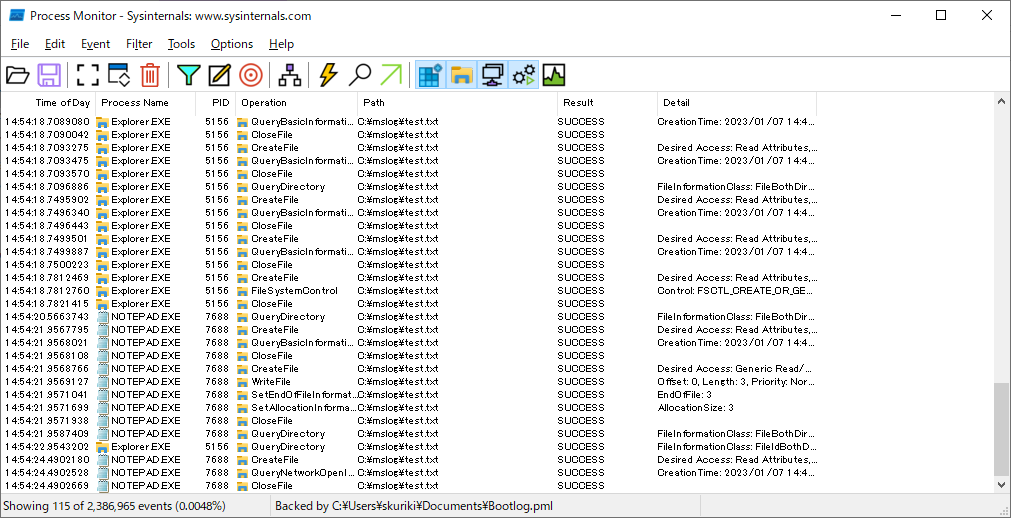 Process Monitor - Sysinternals: www.sysinternals.com
File Edit Event Filter Tools Options Help
Time of Day Process Name PID Operation Path Result Detail
14:54:18.7089080 Explorer.EXE 5156 QueryBasicInformati... C:¥mslog¥test.txt SUCCESS CreationTime: 2023/01/07 14:4...
14:54:18.7090042 Explorer.EXE 5156 CloseFile C:¥mslog¥test.txt SUCCESS
14:54:18.7093275 Explorer.EXE 5156 CreateFile C:¥mslog¥test.txt SUCCESS Desired Access: Read Attributes,...
14:54:18.7093475 Explorer.EXE 5156 QueryBasicInformati... C:¥mslog¥test.txt SUCCESS CreationTime: 2023/01/07 14:4...
14:54:18.7093570 Explorer.EXE 5156 CloseFile C:¥mslog¥test.txt SUCCESS
14:54:18.7096886 Explorer.EXE 5156 QueryDirectory C:¥mslog¥test.txt SUCCESS FileInformationClass: FileBothDir...
14:54:18.7495902 Explorer.EXE 5156 CreateFile C:¥mslog¥test.txt SUCCESS Desired Access: Read Attributes,...
14:54:18.7496340 Explorer.EXE 5156 QueryBasicInformati... C:¥mslog¥test.txt SUCCESS CreationTime: 2023/01/07 14:4...
14:54:18.7496443 Explorer.EXE 5156 CloseFile C:¥mslog¥test.txt SUCCESS
14:54:18.7499501 Explorer.EXE 5156 CreateFile C:¥mslog¥test.txt SUCCESS Desired Access: Read Attributes,...
14:54:18.7499887 Explorer.EXE 5156 QueryBasicInformati... C:¥mslog¥test.txt SUCCESS CreationTime: 2023/01/07 14:4...
14:54:18.7500223 Explorer.EXE 5156 CloseFile C:¥mslog¥test.txt SUCCESS
14:54:18.7812469 Explorer.EXE 5156 CreateFile C:¥mslog¥test.txt SUCCESS Desired Access: Read Attributes,...
14:54:18.7812760 Explorer.EXE 5156 FileSystemControl C:¥mslog¥test.txt SUCCESS Control: FSCTL_CREATE_OR_GE...
14:54:18.7821415 Explorer.EXE 5156 CloseFile C:¥mslog¥test.txt SUCCESS
14:54:20.5663743 NOTEPAD.EXE 7688 QueryDirectory C:¥mslog¥test.txt SUCCESS FileInformationClass: FileBothDir...
14:54:21.9567795 NOTEPAD.EXE 7688 CreateFile C:¥mslog¥test.txt SUCCESS Desired Access: Read Attributes,...
14:54:21.9568021 NOTEPAD.EXE 7688 QueryBasicInformati... C:¥mslog¥test.txt SUCCESS CreationTime: 2023/01/07 14:4...
14:54:21.9568108 NOTEPAD.EXE 7688 CloseFile C:¥mslog¥test.txt SUCCESS
14:54:21.9568766 NOTEPAD.EXE 7688 CreateFile C:¥mslog¥test.txt SUCCESS Desired Access: Generic Read/...
14:54:21.9569127 NOTEPAD.EXE 7688 WriteFile C:¥mslog¥test.txt SUCCESS Offset: 0, Length: 3, Priority: Nor...
14:54:21.9571041 NOTEPAD.EXE 7688 SetEndOfFileInformat... C:¥mslog¥test.txt SUCCESS EndOfFile: 3
14:54:21.9571699 NOTEPAD.EXE 7688 SetAllocationInforma... C:¥mslog¥test.txt SUCCESS AllocationSize: 3
14:54:21.9571938 NOTEPAD.EXE 7688 CloseFile C:¥mslog¥test.txt SUCCESS
14:54:21.9587409 NOTEPAD.EXE 7688 QueryDirectory C:¥mslog¥test.txt SUCCESS FileInformationClass: FileBothDir...
14:54:22.9543202 Explorer.EXE 5156 QueryDirectory C:¥mslog¥test.txt SUCCESS FileInformationClass: FileIdBothD...
14:54:24.4902180 NOTEPAD.EXE 7688 CreateFile C:¥mslog¥test.txt SUCCESS Desired Access: Read Attributes,...
14:54:24.4902528 NOTEPAD.EXE 7688 QueryNetworkOpenI... C:¥mslog¥test.txt SUCCESS CreationTime: 2023/01/07 14:4...
14:54:24.4902669 NOTEPAD.EXE 7688 CloseFile C:¥mslog¥test.txt SUCCESS
Showing 115 of 2,386,965 events (0.0048%) Backed by C:¥Users¥skuriki¥Documents¥Bootlog.pml